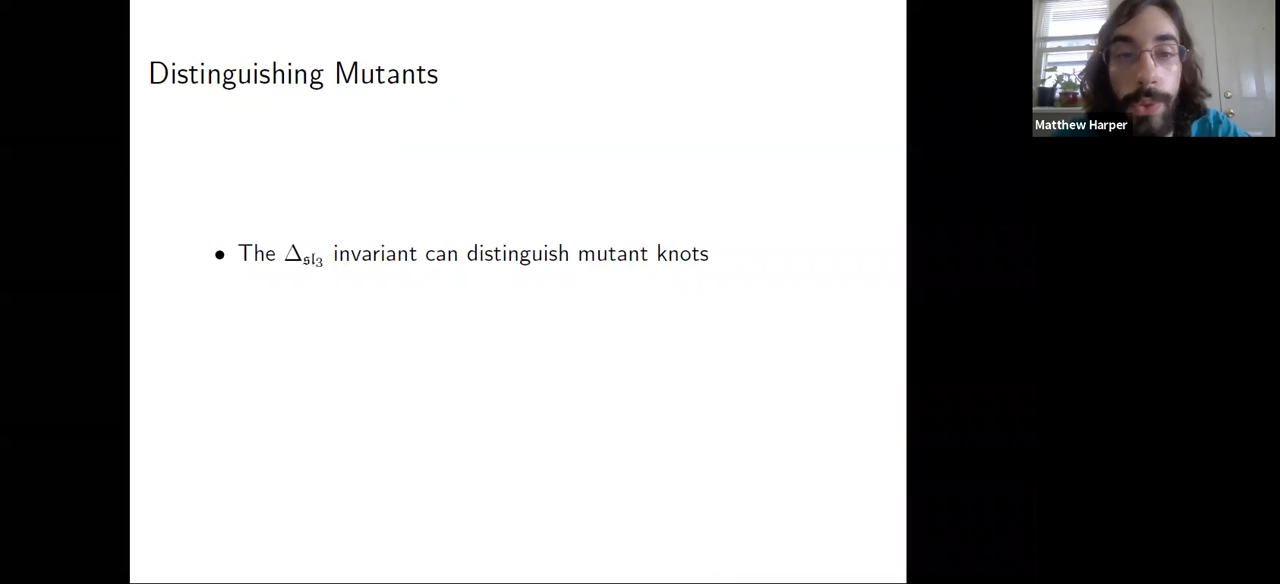 Distinguishing Mutants
Matthew Harper
• The Δ𝔰𝔩₃ invariant can distinguish mutant knots